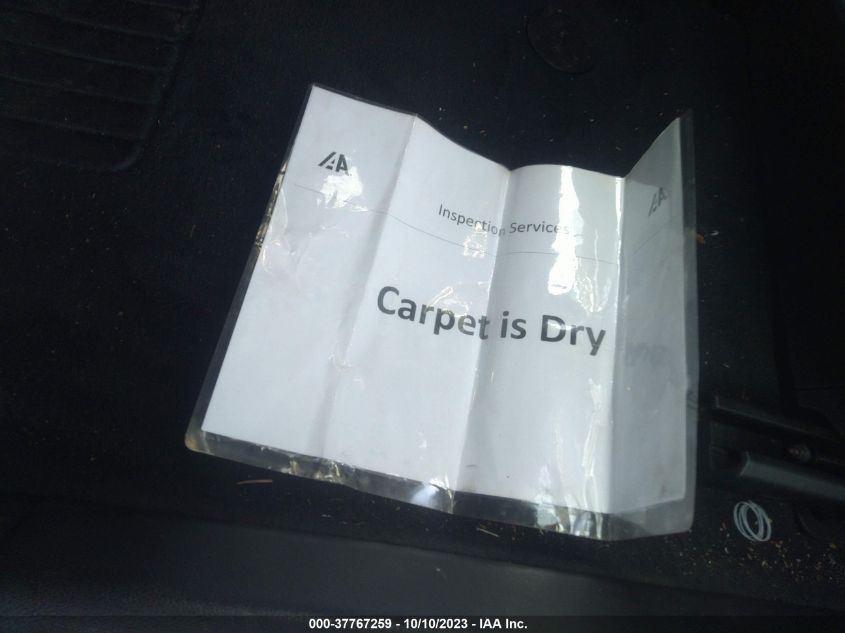 IAA
IAA
Inspection Services
Carpet is Dry
000-37767259 - 10/10/2023 - IAA Inc.